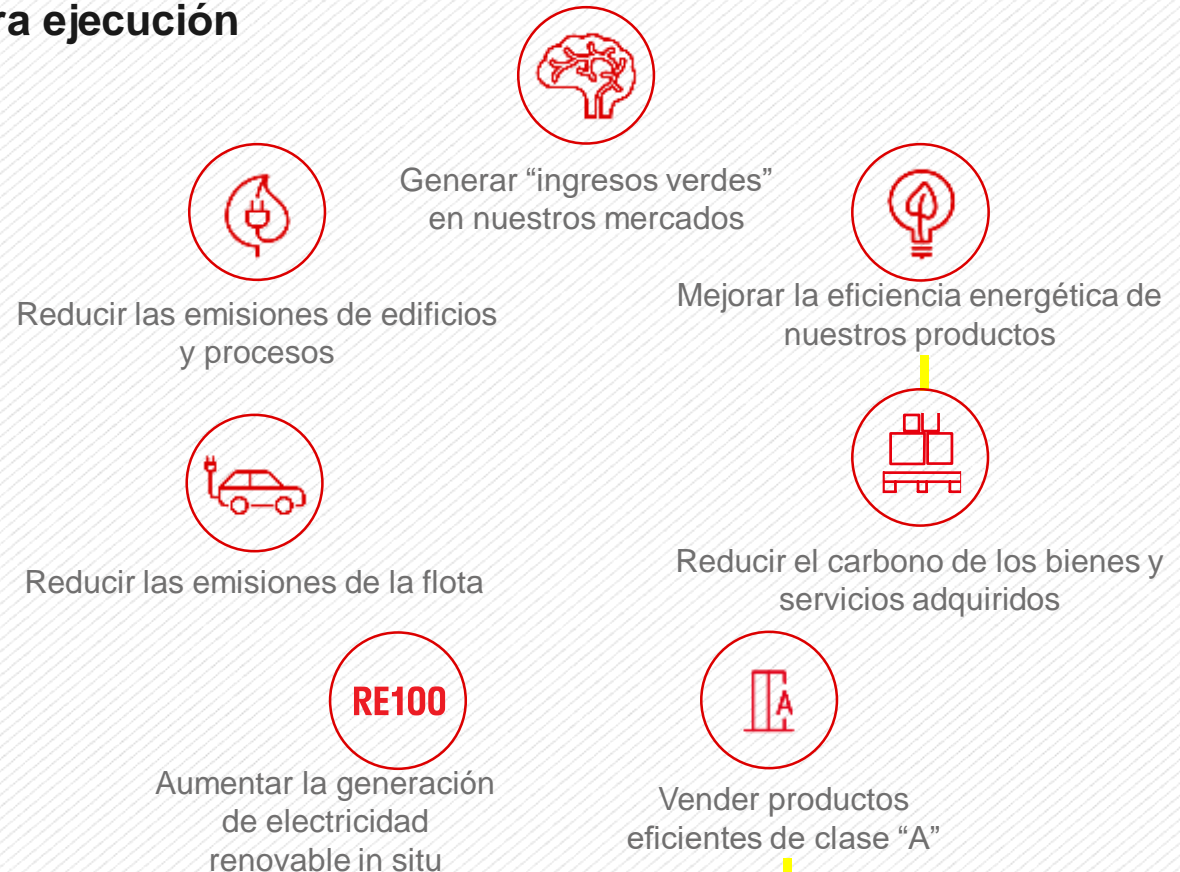 ra ejecución
Generar “ingresos verdes”
en nuestros mercados
Reducir las emisiones de edificios
y procesos
Mejorar la eficiencia energética de
nuestros productos
Reducir las emisiones de la flota
Reducir el carbono de los bienes y
servicios adquiridos
RE100
Aumentar la generación
de electricidad
renovable in situ
A
Vender productos
eficientes de clase “A”